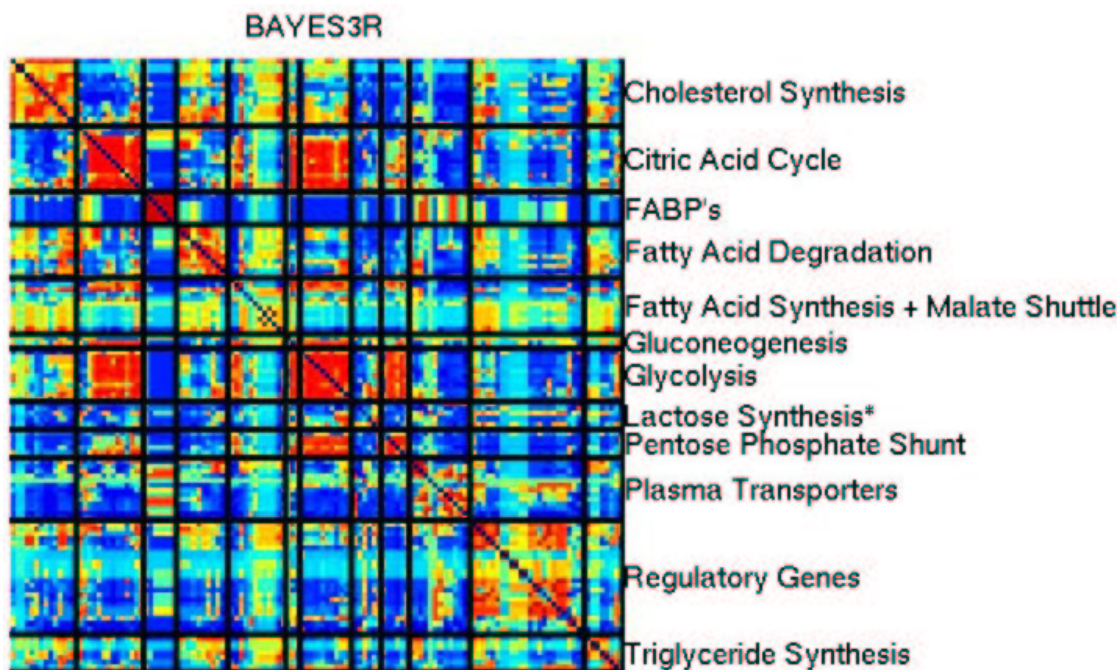 BAYES3R
Cholesterol Synthesis
Citric Acid Cycle
FABP's
Fatty Acid Degradation
Fatty Acid Synthesis + Malate Shuttle
Gluconeogenesis
Glycolysis
Lactose Synthesis*
Pentose Phosphate Shunt
Plasma Transporters
Regulatory Genes
Triglyceride Synthesis